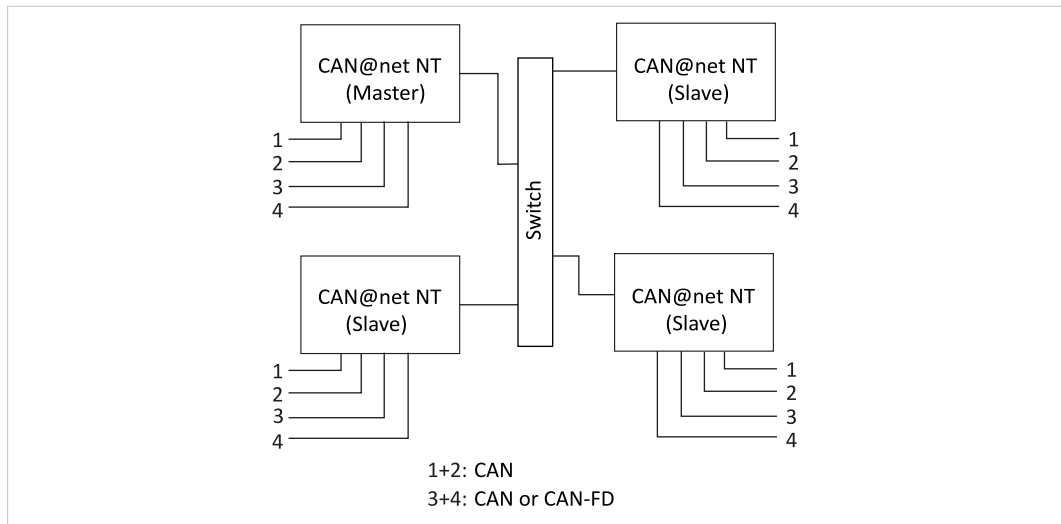 CAN@net NT
(Master)
1
2
3
4
CAN@net NT
(Slave)
1
2
3
4
Switch
CAN@net NT
(Slave)
1
2
3
4
CAN@net NT
(Slave)
1
2
3
4
1+2: CAN
3+4: CAN or CAN-FD